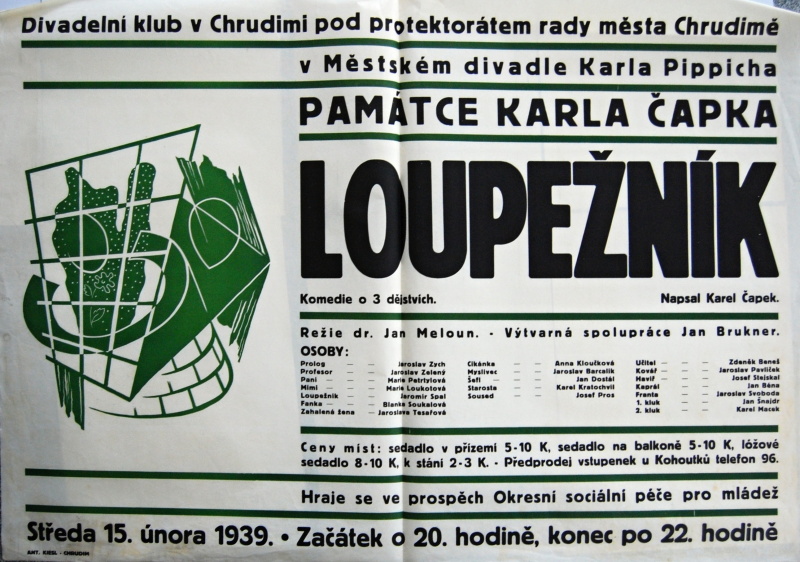 Divadelní klub v Chrudimi pod protektorátem rady města Chrudimě
v Městském divadle Karla Pippicha
PAMÁTCE KARLA ČAPKA
LOUPEŽNÍK
Komedie o 3 dějstvích. Napsal Karel Čapek.
Režie dr. Jan Meloun. - Výtvarná spolupráce Jan Brukner.
OSOBY:
Prolog — — Jaroslav Zych
Profesor — Jaroslav Zelený
Pani — — Marie Patrtylová
Mimi — — Marie Loukotová
Loupežník — Jaromír Spal
Fanka — — Blanka Soukalová
Zahalená žena — Jaroslava Tesařová
Cikánka — — Anna Kloučková
Myslivec — — Jaroslav Barcalík
Šefl — — Jan Dostál
Starosta — — Karel Kratochvíl
Soused — — Josef Pros
Učitel — — Zdeněk Beneš
Kovář — — Jaroslav Pavlíček
Havíř — — Josef Stejskal
Kaprál — — Jan Běna
Franta — — Jaroslav Svoboda
1. kluk — — Jan Šnajdr
2. kluk — — Karel Macek
Ceny míst: sedadlo v přízemí 5-10 K, sedadlo na balkoně 5-10 K, lóžové
sedadlo 8-10 K, k stání 2-3 K. - Předprodej vstupenek u Kohoutků telefon 96.
Hraje se ve prospěch Okresní sociální péče pro mládež
Středa 15. února 1939. • Začátek o 20. hodině, konec po 22. hodině
ANT. KIESL - CHRUDIM